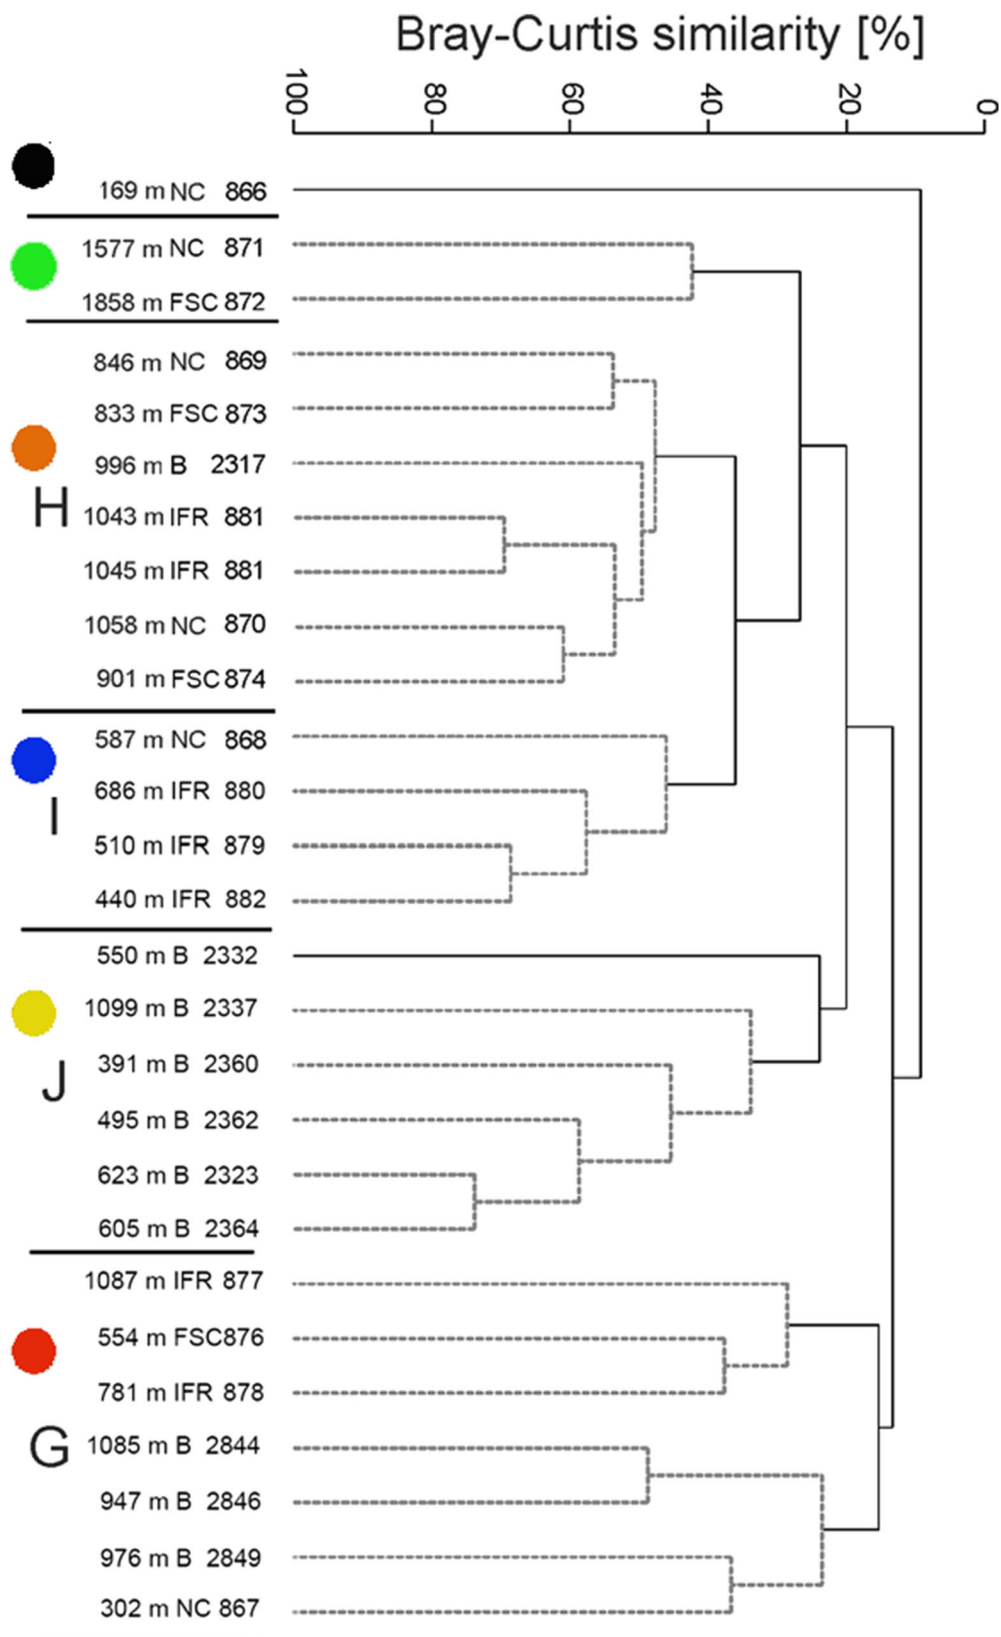 Bray-Curtis similarity [%]
100 80 60 40 20 0
169 m NC 866
1577 m NC 871
1858 m FSC 872
846 m NC 869
833 m FSC 873
996 m B 2317
H
1043 m IFR 881
1045 m IFR 881
1058 m NC 870
901 m FSC 874
587 m NC 868
686 m IFR 880
I
510 m IFR 879
440 m IFR 882
550 m B 2332
1099 m B 2337
391 m B 2360
J
495 m B 2362
623 m B 2323
605 m B 2364
1087 m IFR 877
554 m FSC876
781 m IFR 878
G
1085 m B 2844
947 m B 2846
976 m B 2849
302 m NC 867